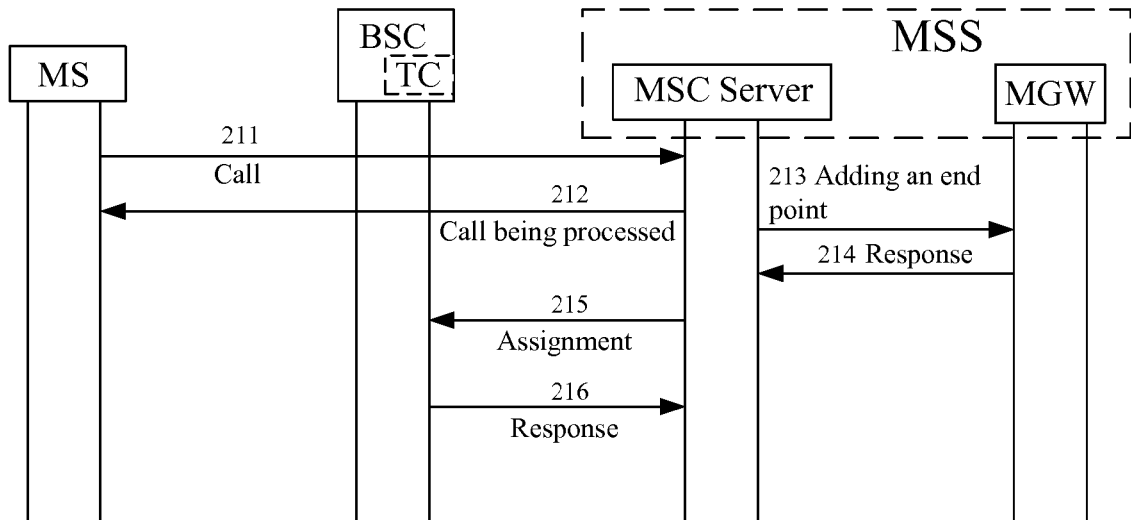 MSS
BSC
TC
MS
MSC Server
MGW
211
Call
212
Call being processed
213 Adding an end
point
214 Response
215
Assignment
216
Response